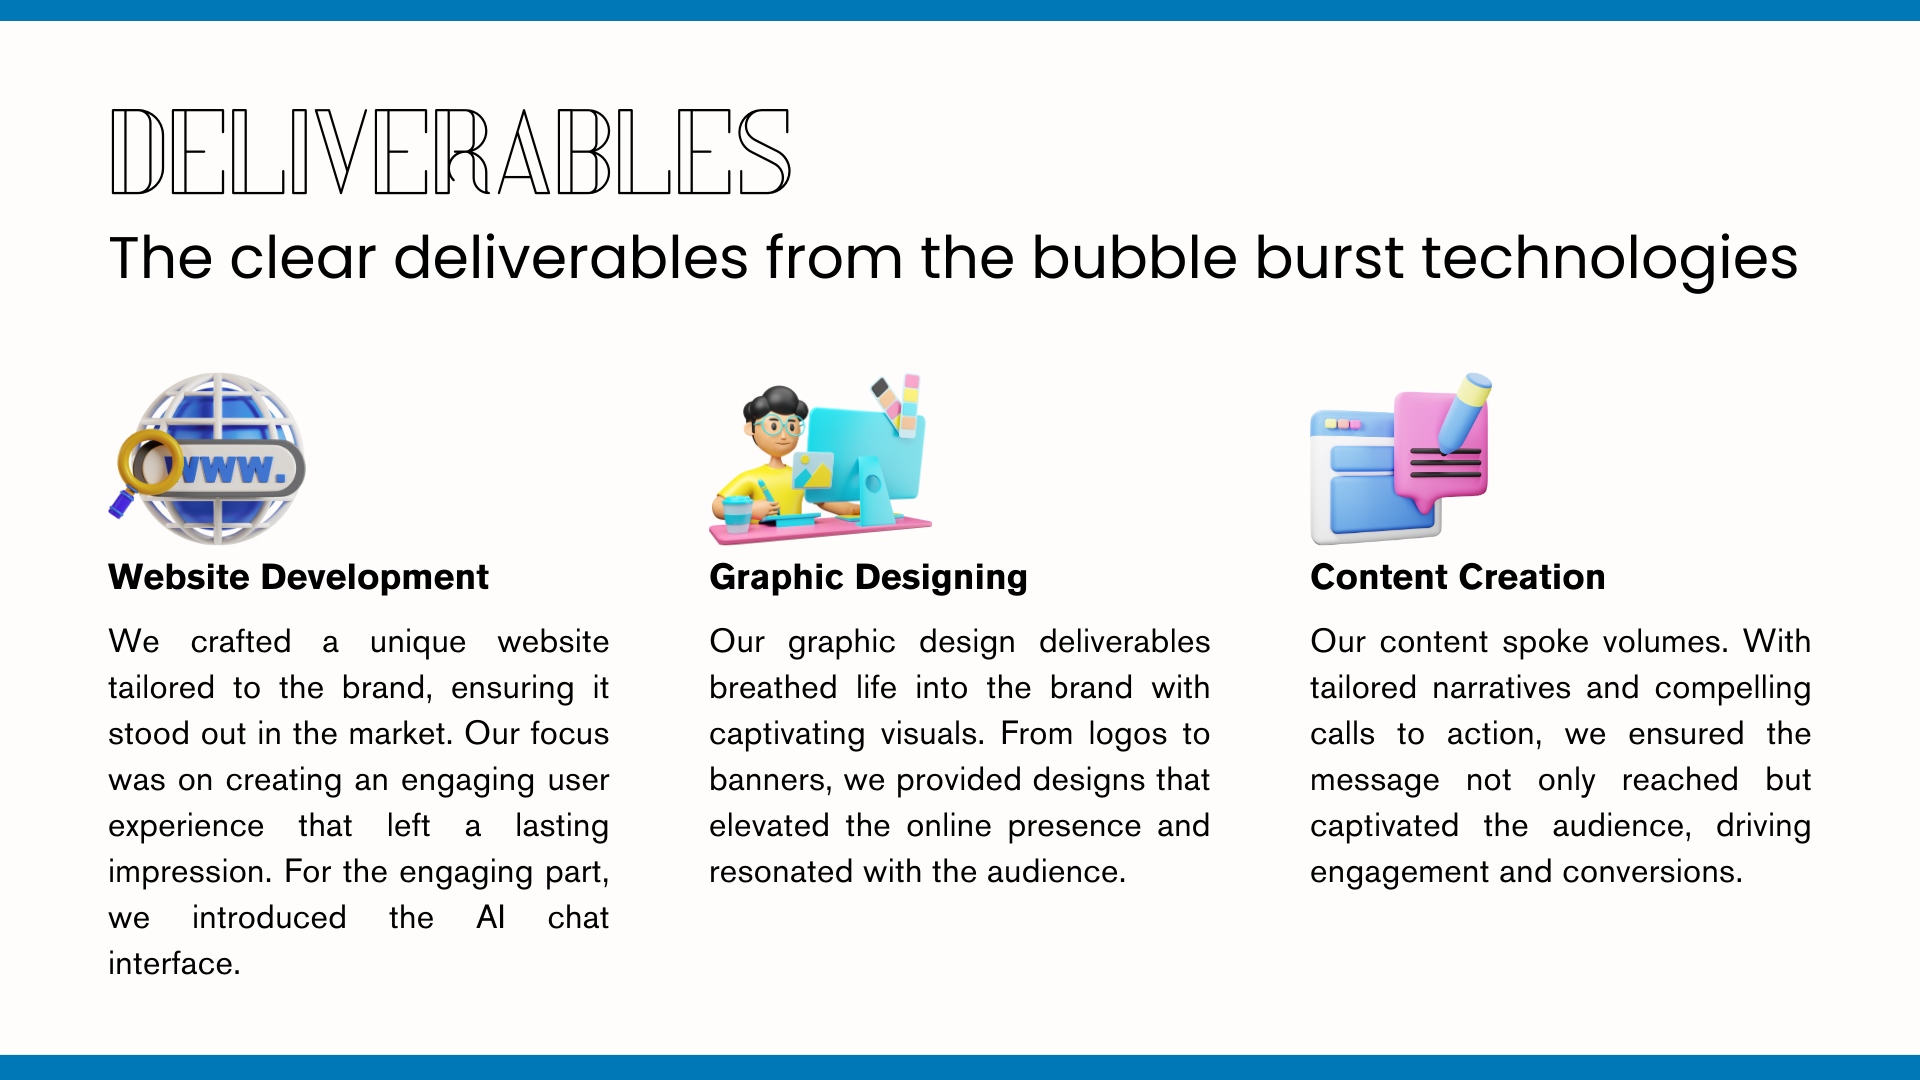 DELIVERABLES
The clear deliverables from the bubble burst technologies
WWW.
Website Development
We crafted a unique website
tailored to the brand, ensuring it
stood out in the market. Our focus
was on creating an engaging user
experience that left a lasting
impression. For the engaging part,
we introduced the AI chat
interface.
Graphic Designing
Our graphic design deliverables
breathed life into the brand with
captivating visuals. From logos to
banners, we provided designs that
elevated the online presence and
resonated with the audience.
Content Creation
Our content spoke volumes. With
tailored narratives and compelling
calls to action, we ensured the
message not only reached but
captivated the audience, driving
engagement and conversions.